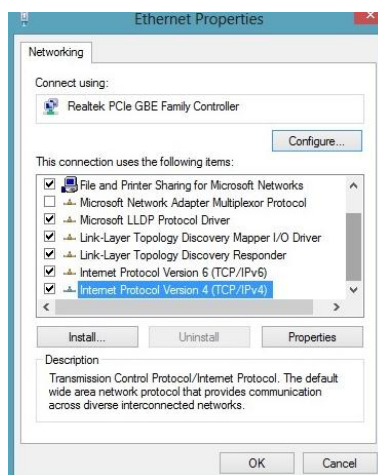 Ethernet Properties
Networking
Connect using:
Realtek PCIe GBE Family Controller
Configure...
This connection uses the following items:
File and Printer Sharing for Microsoft Networks
Microsoft Network Adapter Multiplexor Protocol
Microsoft LLDP Protocol Driver
Link-Layer Topology Discovery Mapper I/O Driver
Link-Layer Topology Discovery Responder
Internet Protocol Version 6 (TCP/IPv6)
Internet Protocol Version 4 (TCP/IPv4)
Install... Uninstall Properties
Description
Transmission Control Protocol/Internet Protocol. The default
wide area network protocol that provides communication
across diverse interconnected networks.
OK Cancel